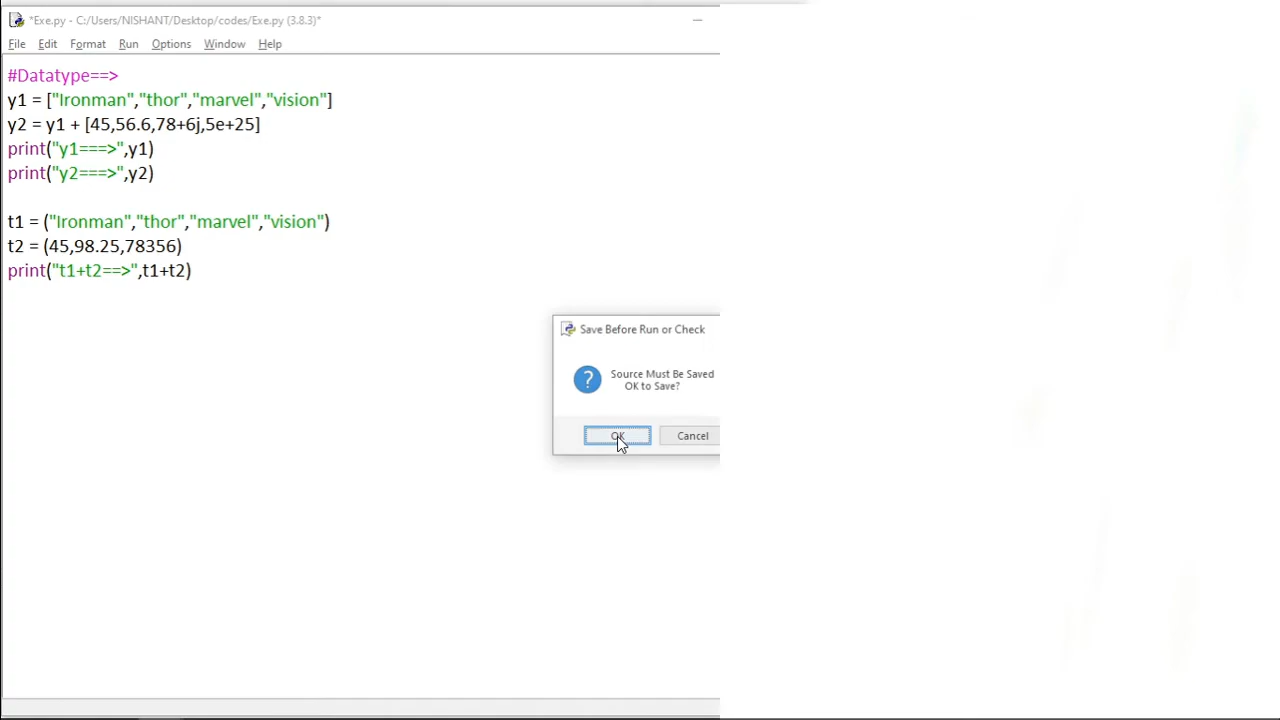 *Exe.py - C:/Users/NISHANT/Desktop/codes/Exe.py (3.8.3)*
File Edit Format Run Options Window Help
#Datatype==>
y1 = ["Ironman","thor","marvel","vision"]
y2 = y1 + [45,56.6,78+6j,5e+25]
print("y1===>",y1)
print("y2===>",y2)
t1 = ("Ironman","thor","marvel","vision")
t2 = (45,98.25,78356)
print("t1+t2==>",t1+t2)
Save Before Run or Check
Source Must Be Saved
OK to Save?
OK Cancel